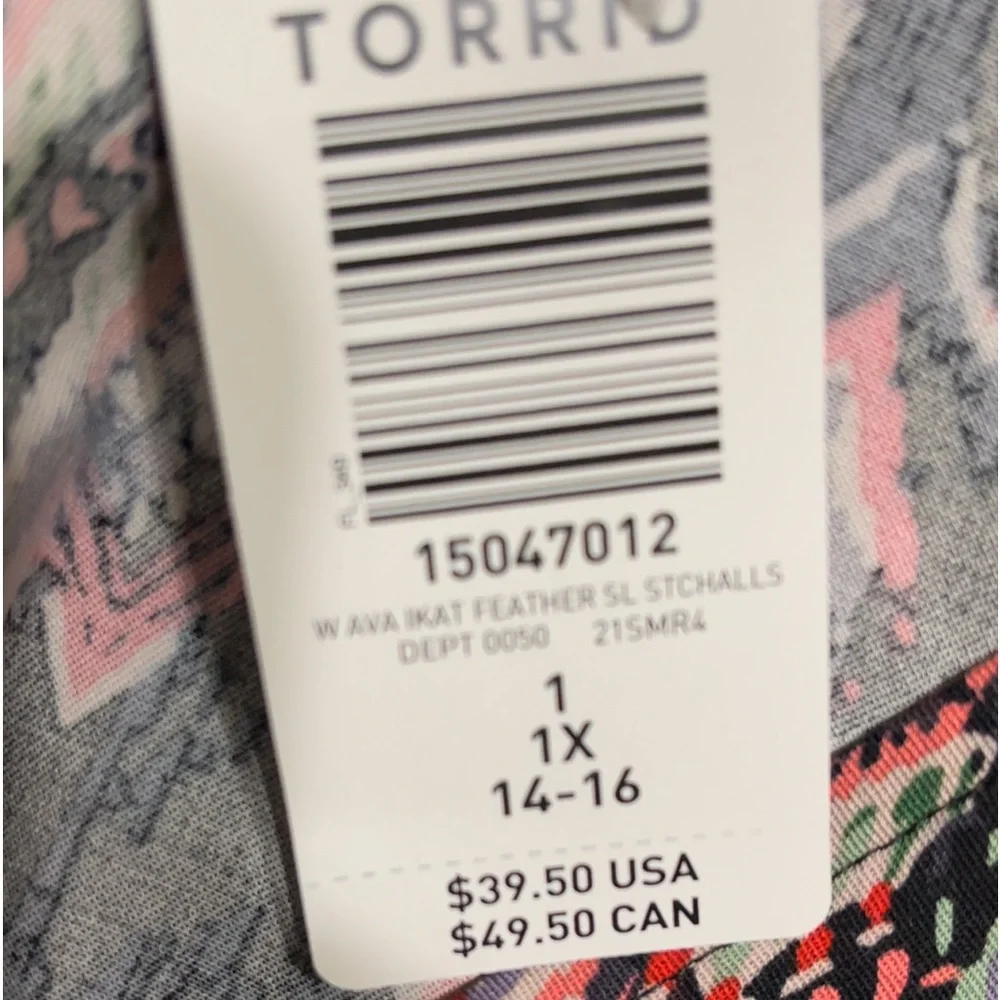 TORRID
15047012
W AVA IKAT FEATHER SL STCHALLS
DEPT 0050 21SMR4
1
1X
14-16
$39.50 USA
$49.50 CAN